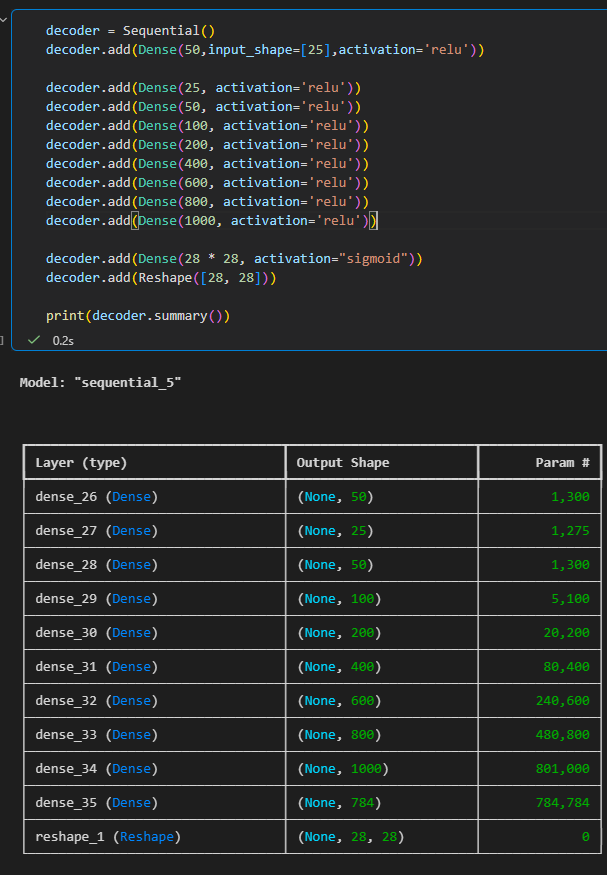 decoder = Sequential()
decoder.add(Dense(50,input_shape=[25],activation='relu'))
decoder.add(Dense(25, activation='relu'))
decoder.add(Dense(50, activation='relu'))
decoder.add(Dense(100, activation='relu'))
decoder.add(Dense(200, activation='relu'))
decoder.add(Dense(400, activation='relu'))
decoder.add(Dense(600, activation='relu'))
decoder.add(Dense(800, activation='relu'))
decoder.add(Dense(1000, activation='relu'))
decoder.add(Dense(28 * 28, activation="sigmoid"))
decoder.add(Reshape([28, 28]))
print(decoder.summary())
] ✓ 0.2s
Model: "sequential_5"
Layer (type) Output Shape Param #
dense_26 (Dense) (None, 50) 1,300
dense_27 (Dense) (None, 25) 1,275
dense_28 (Dense) (None, 50) 1,300
dense_29 (Dense) (None, 100) 5,100
dense_30 (Dense) (None, 200) 20,200
dense_31 (Dense) (None, 400) 80,400
dense_32 (Dense) (None, 600) 240,600
dense_33 (Dense) (None, 800) 480,800
dense_34 (Dense) (None, 1000) 801,000
dense_35 (Dense) (None, 784) 784,784
reshape_1 (Reshape) (None, 28, 28) 0